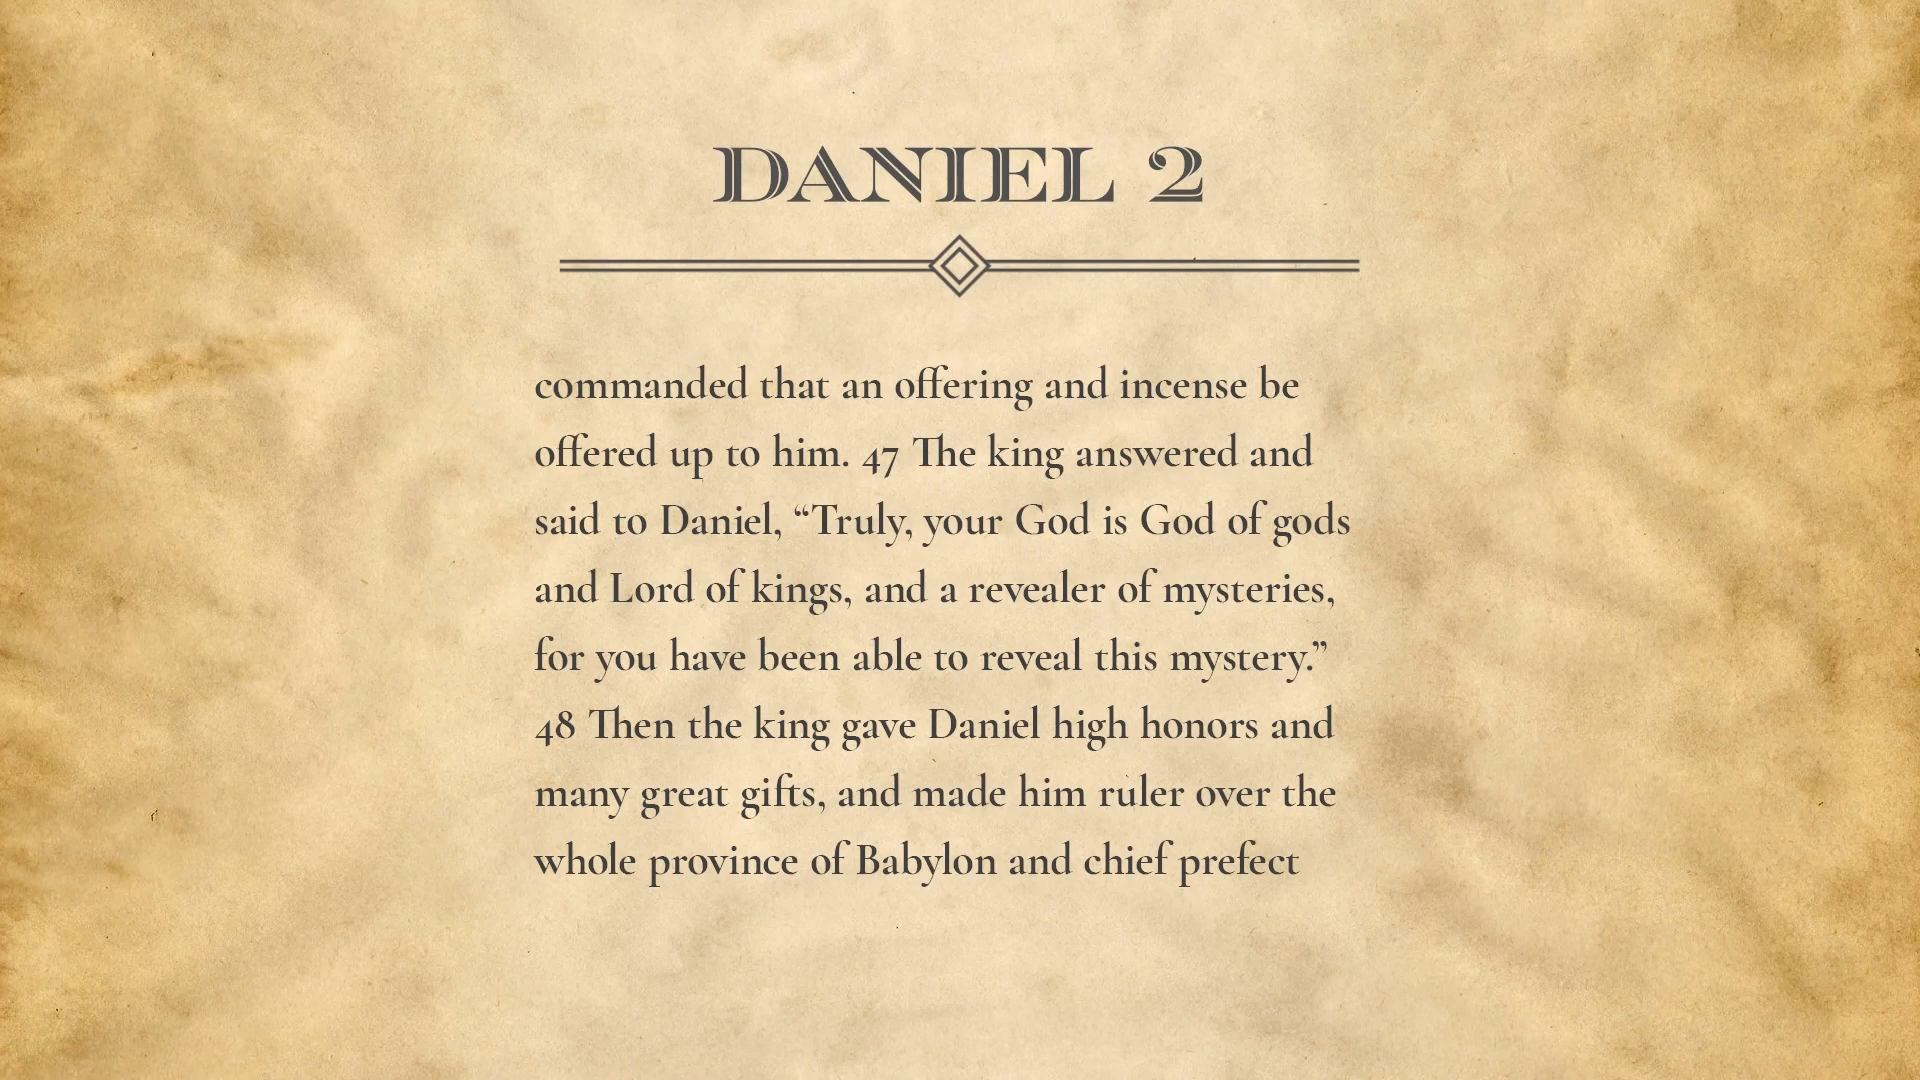 DANIEL 2
commanded that an offering and incense be
offered up to him. 47 The king answered and
said to Daniel, “Truly, your God is God of gods
and Lord of kings, and a revealer of mysteries,
for you have been able to reveal this mystery.”
48 Then the king gave Daniel high honors and
many great gifts, and made him ruler over the
whole province of Babylon and chief prefect